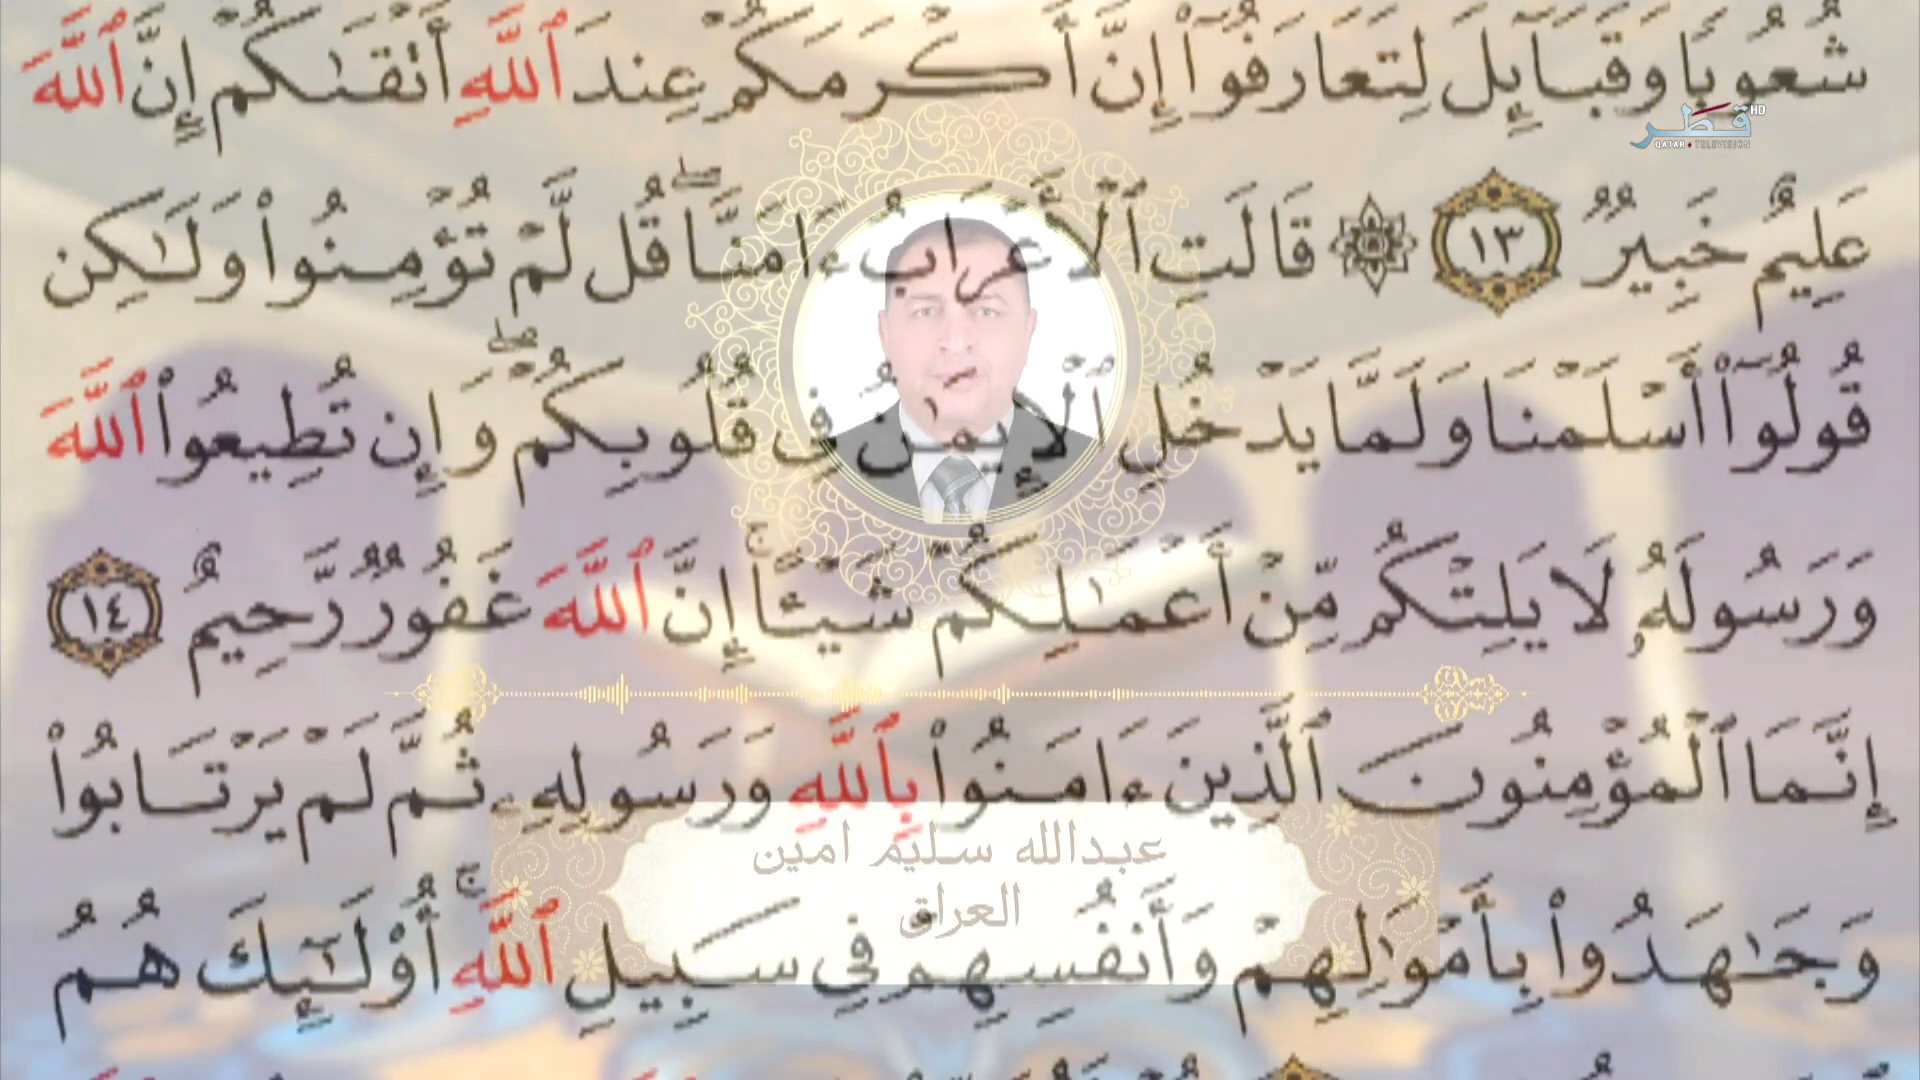 شُعُوبًا وَقَبَآئِلَ لِتَعَارَفُوٓا۟ إِنَّ أَكْرَمَكُمْ عِندَ ٱللَّهِ أَتْقَىٰكُمْ إِنَّ ٱللَّهَ
قطر HD
QATAR TELEVISION
عَلِيمٌ خَبِيرٌ ١٣ ۞ قَالَتِ ٱلْأَعْرَابُ ءَامَنَّا ۖ قُل لَّمْ تُؤْمِنُوا۟ وَلَـٰكِن
قُولُوٓا۟ أَسْلَمْنَا وَلَمَّا يَدْخُلِ ٱلْإِيمَـٰنُ فِى قُلُوبِكُمْ ۖ وَإِن تُطِيعُوا۟ ٱللَّهَ
وَرَسُولَهُۥ لَا يَلِتْكُم مِّنْ أَعْمَـٰلِكُمْ شَيْـًٔا ۚ إِنَّ ٱللَّهَ غَفُورٌ رَّحِيمٌ ١٤
إِنَّمَا ٱلْمُؤْمِنُونَ ٱلَّذِينَ ءَامَنُوا۟ بِٱللَّهِ وَرَسُولِهِۦ ثُمَّ لَمْ يَرْتَابُوا۟
عبدالله سليم امين
العراق
وَجَـٰهَدُوا۟ بِأَمْوَٰلِهِمْ وَأَنفُسِهِمْ فِى سَبِيلِ ٱللَّهِ ۚ أُو۟لَـٰٓئِكَ هُمُ